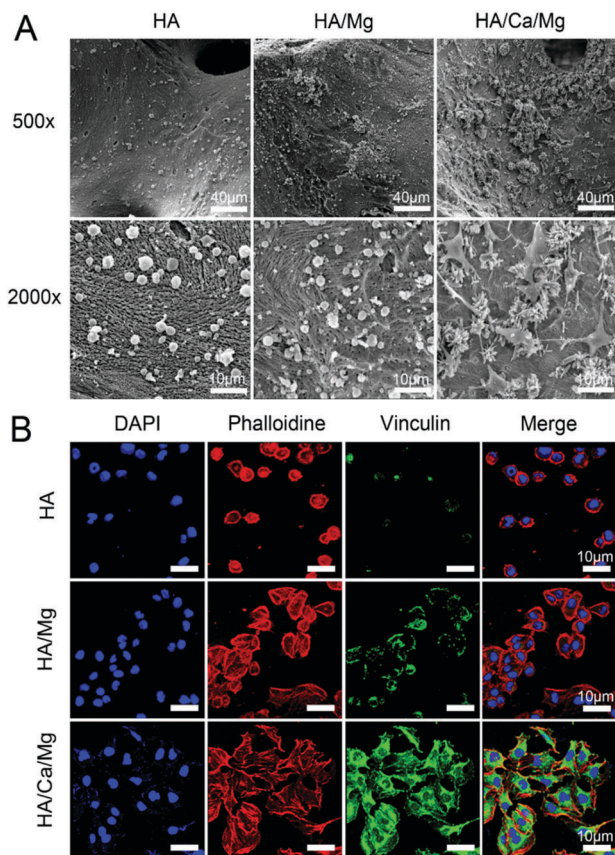 A
HA HA/Mg HA/Ca/Mg
500x
40μm 40μm 40μm
2000x
10μm 10μm 10μm
B
DAPI Phalloidine Vinculin Merge
HA
10μm
HA/Mg
10μm
HA/Ca/Mg
10μm